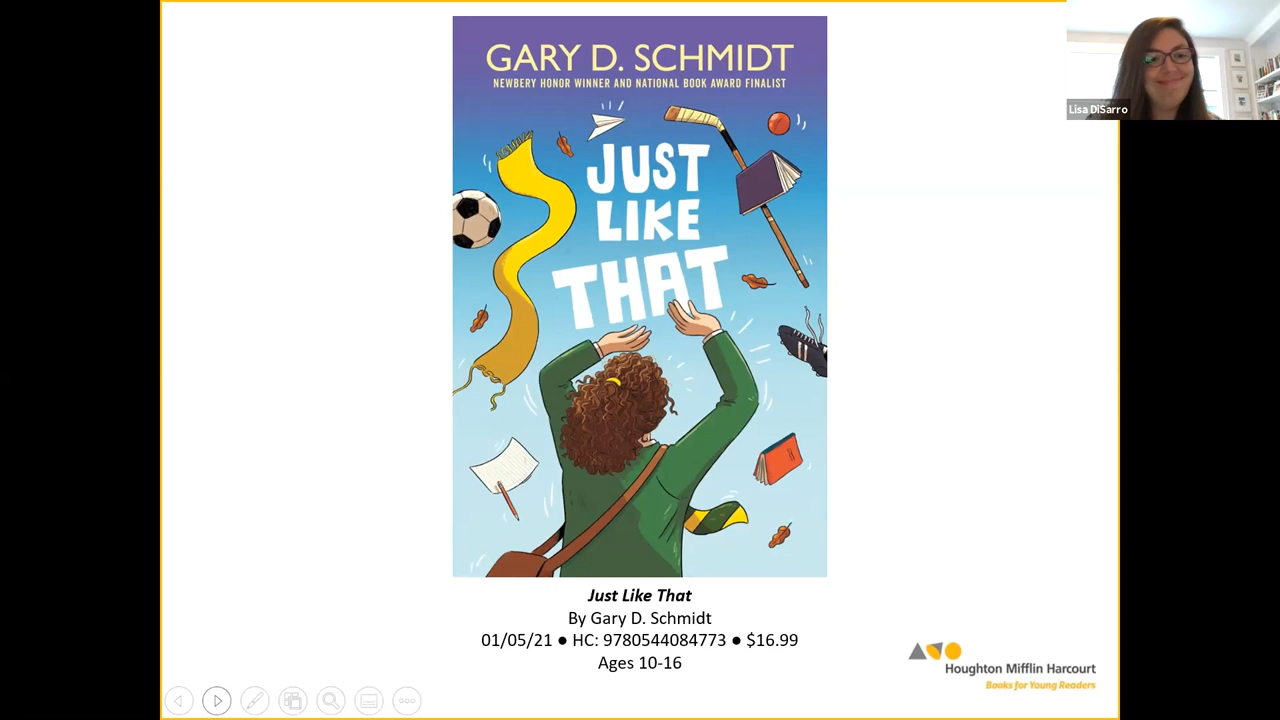 GARY D. SCHMIDT
NEWBERY HONOR WINNER AND NATIONAL BOOK AWARD FINALIST
JUST
LIKE
THAT
Lisa DiSarro
Just Like That
By Gary D. Schmidt
01/05/21 ● HC: 9780544084773 ● $16.99
Ages 10-16
Houghton Mifflin Harcourt
Books for Young Readers